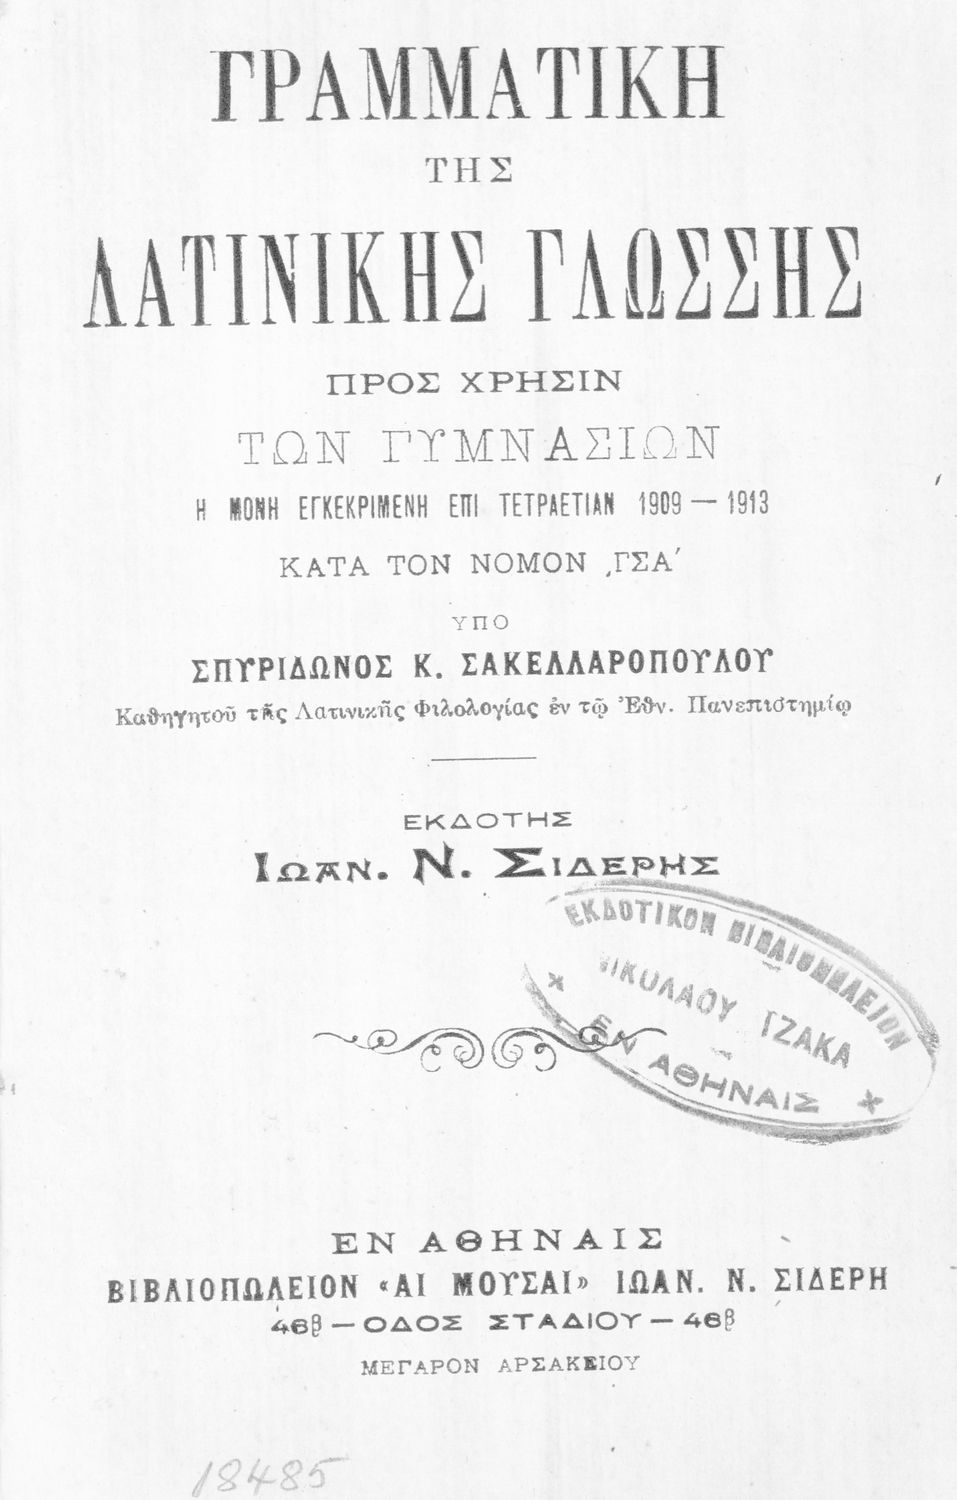 ΓΡΑΜΜΑΤΙΚΗ
ΤΗΣ
ΛΑΤΙΝΙΚΗΣ ΓΛΩΣΣΗΣ
ΠΡΟΣ ΧΡΗΣΙΝ
ΤΩΝ ΓΥΜΝΑΣΙΩΝ
Η ΜΟΝΗ ΕΓΚΕΚΡΙΜΕΝΗ ΕΠΙ ΤΕΤΡΑΕΤΙΑΝ 1909 — 1913
ΚΑΤΑ ΤΟΝ ΝΟΜΟΝ ͵ΓΣΑ΄
ΥΠΟ
ΣΠΥΡΙΔΩΝΟΣ Κ. ΣΑΚΕΛΛΑΡΟΠΟΥΛΟΥ
Καθηγητοῦ τῆς Λατινικῆς Φιλολογίας ἐν τῷ Ἐθν. Πανεπιστημίῳ
ΕΚΔΟΤΗΣ
ΙΩΑΝ. Ν. ΣΙΔΕΡΗΣ
ΕΚΔΟΤΙΚΟΝ ΒΙΒΛΙΟΠΩΛΕΙΟΝ
ΝΙΚΟΛΑΟΥ ΤΖΑΚΑ
ΕΝ ΑΘΗΝΑΙΣ
ΕΝ ΑΘΗΝΑΙΣ
ΒΙΒΛΙΟΠΩΛΕΙΟΝ «ΑΙ ΜΟΥΣΑΙ» ΙΩΑΝ. Ν. ΣΙΔΕΡΗ
46β — ΟΔΟΣ ΣΤΑΔΙΟΥ — 46β
ΜΕΓΑΡΟΝ ΑΡΣΑΚΕΙΟΥ
18485